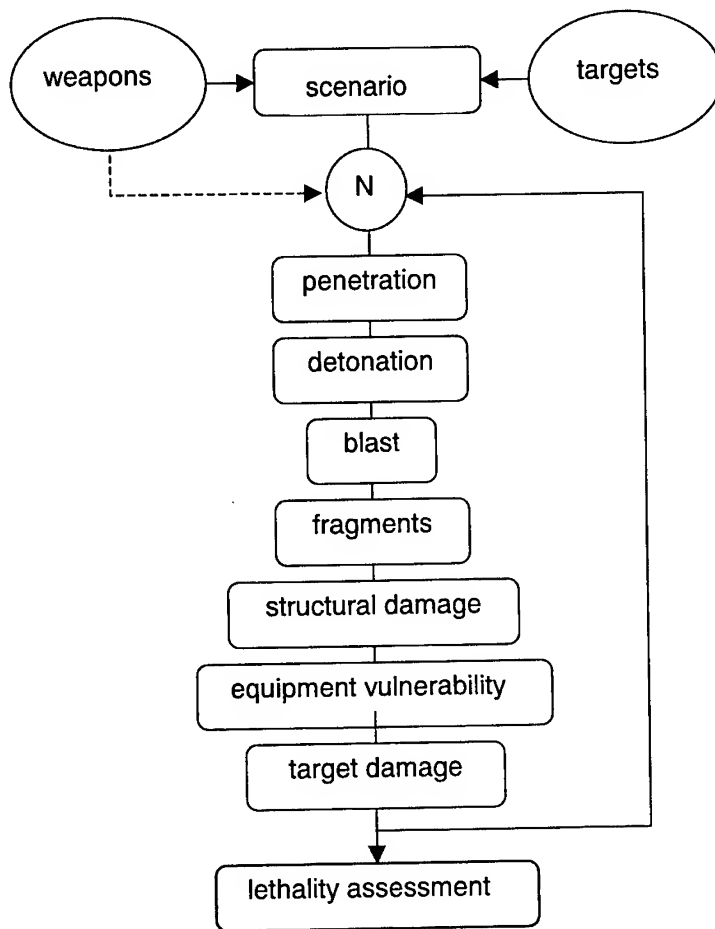 weapons
scenario
targets
N
penetration
detonation
blast
fragments
structural damage
equipment vulnerability
target damage
lethality assessment